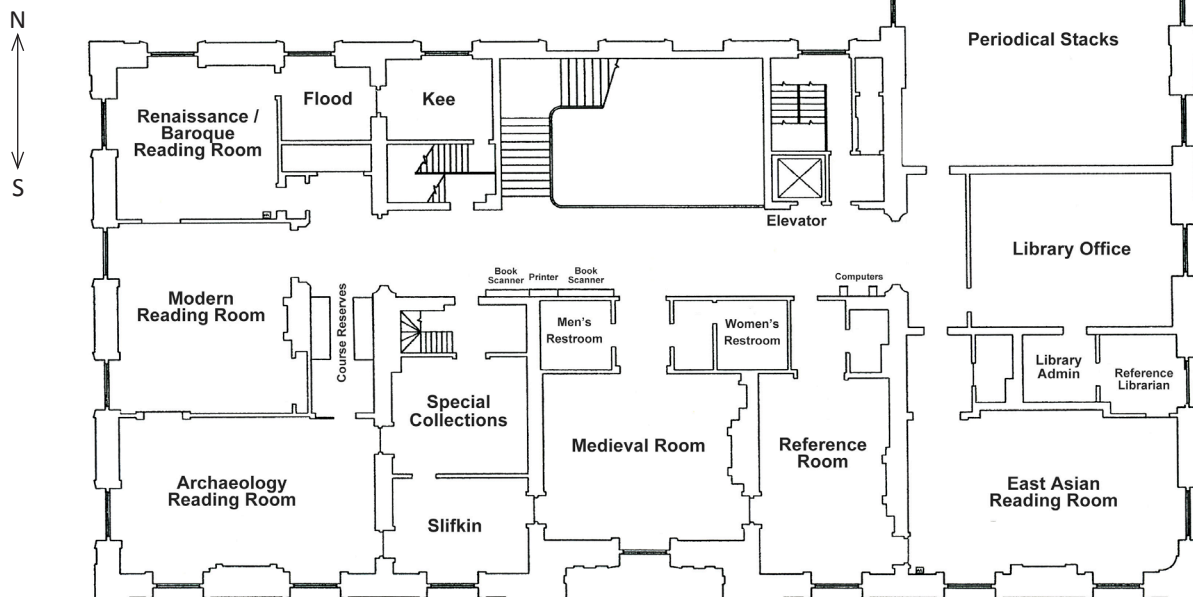 N
S
Periodical Stacks
Flood
Kee
Renaissance /
Baroque
Reading Room
Elevator
Library Office
Book
Scanner
Printer
Book
Scanner
Computers
Modern
Reading Room
Course Reserves
Men's
Restroom
Women's
Restroom
Library
Admin
Reference
Librarian
Special
Collections
Medieval Room
Reference
Room
Archaeology
Reading Room
East Asian
Reading Room
Slifkin